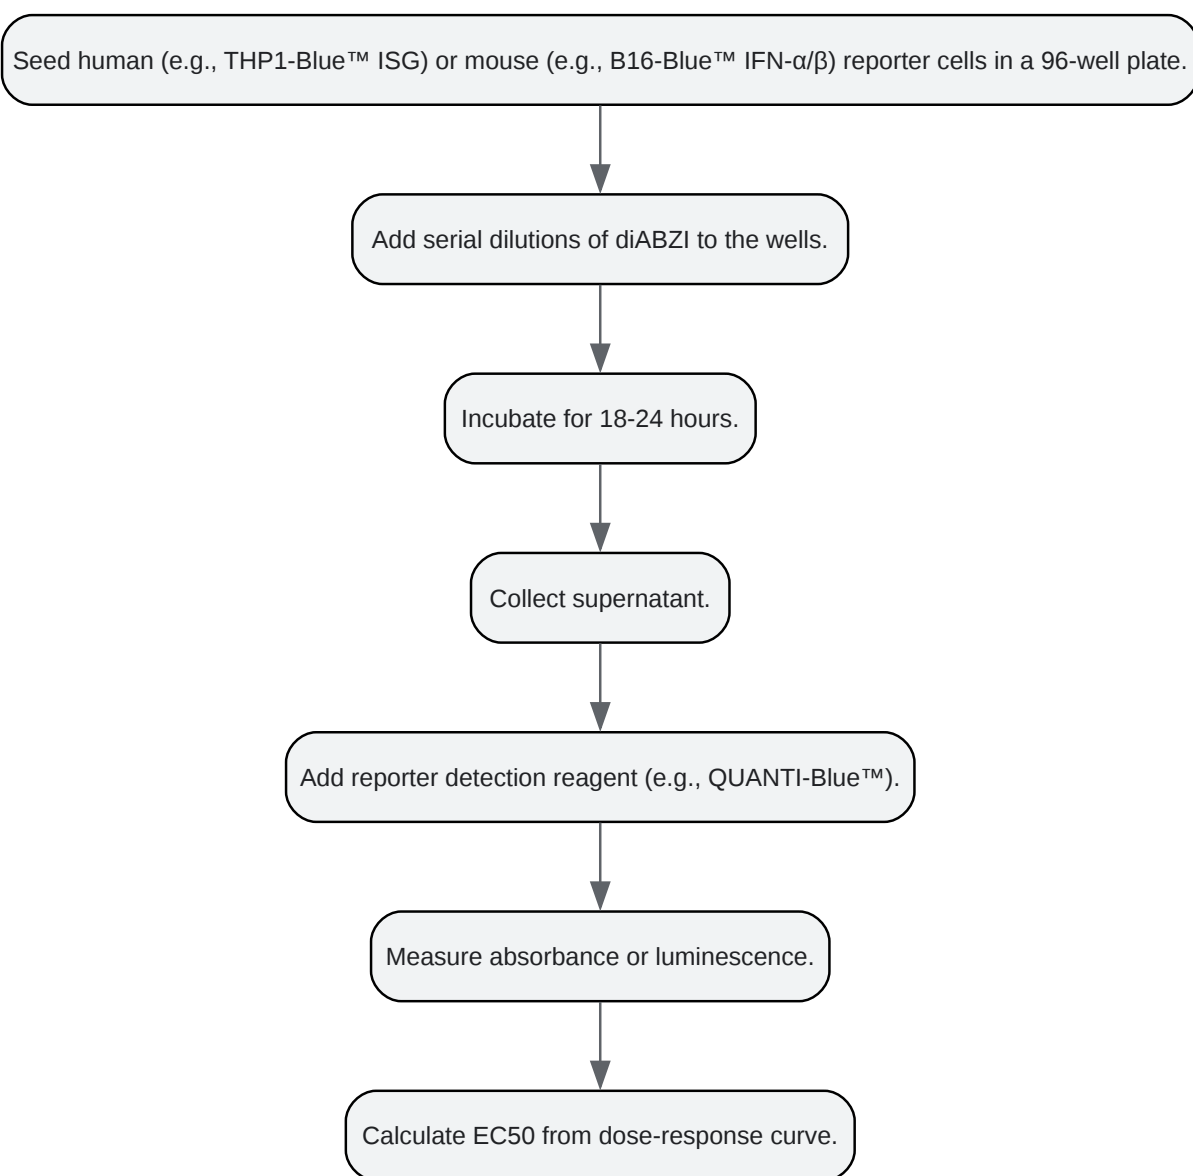 Seed human (e.g., THP1-Blue™ ISG) or mouse (e.g., B16-Blue™ IFN-α/β) reporter cells in a 96-well plate.
Add serial dilutions of diABZI to the wells.
Incubate for 18-24 hours.
Collect supernatant.
Add reporter detection reagent (e.g., QUANTI-Blue™).
Measure absorbance or luminescence.
Calculate EC50 from dose-response curve.